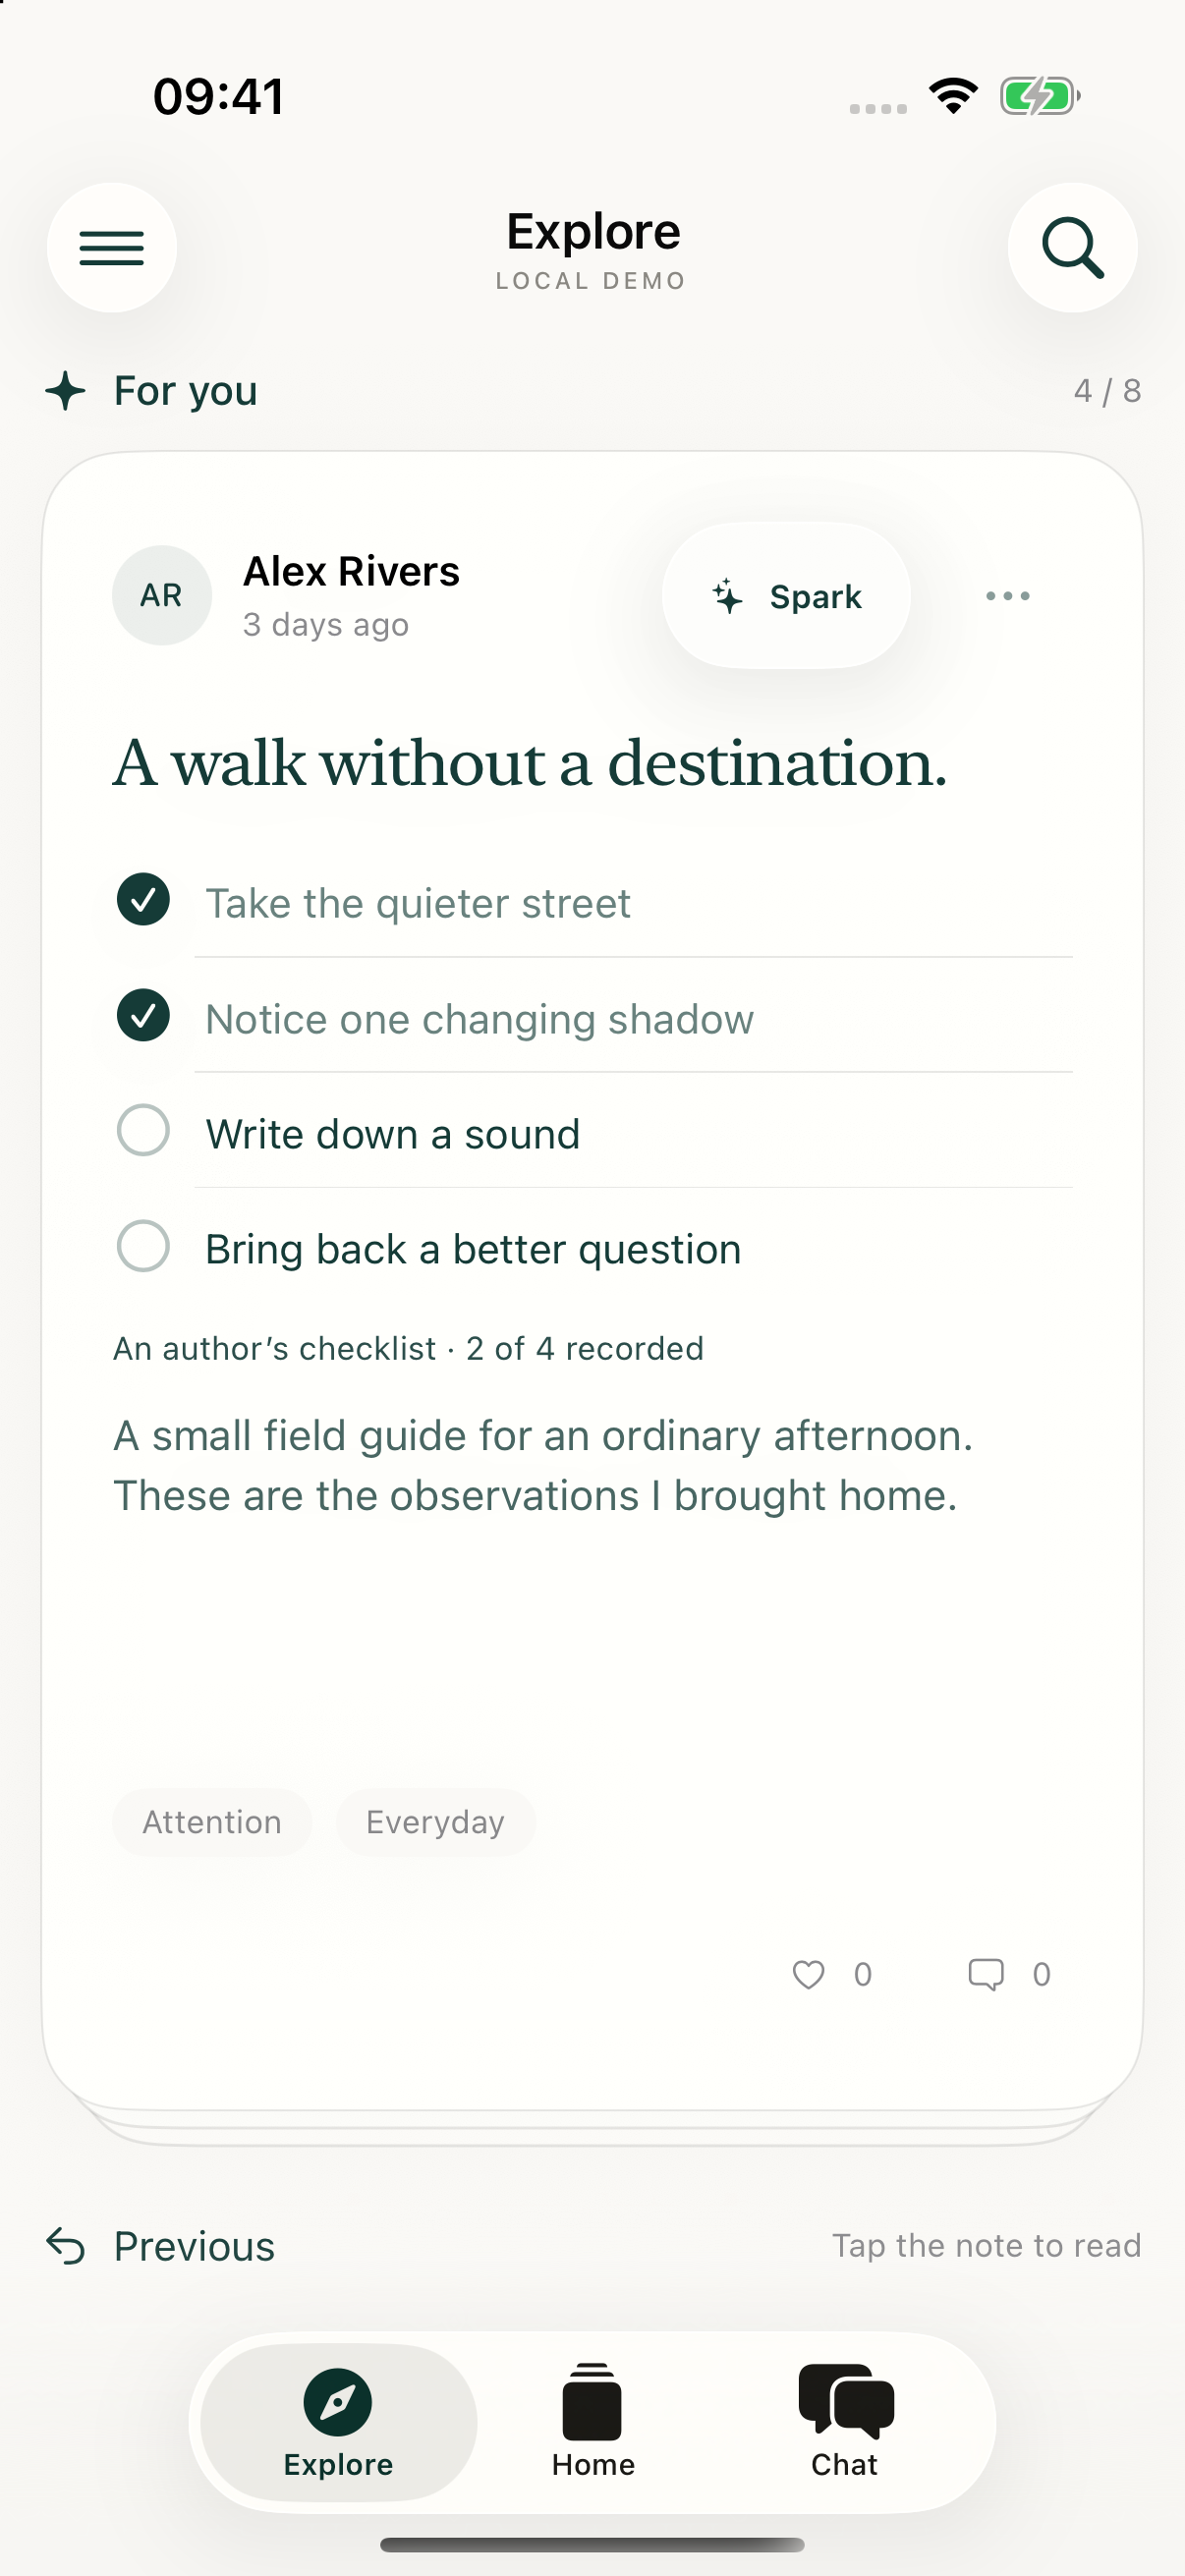 09:41
Explore
LOCAL DEMO
For you
4 / 8
AR
Alex Rivers
3 days ago
Spark
A walk without a destination.
Take the quieter street
Notice one changing shadow
Write down a sound
Bring back a better question
An author’s checklist · 2 of 4 recorded
A small field guide for an ordinary afternoon.
These are the observations I brought home.
Attention
Everyday
0
0
Previous
Tap the note to read
Explore
Home
Chat